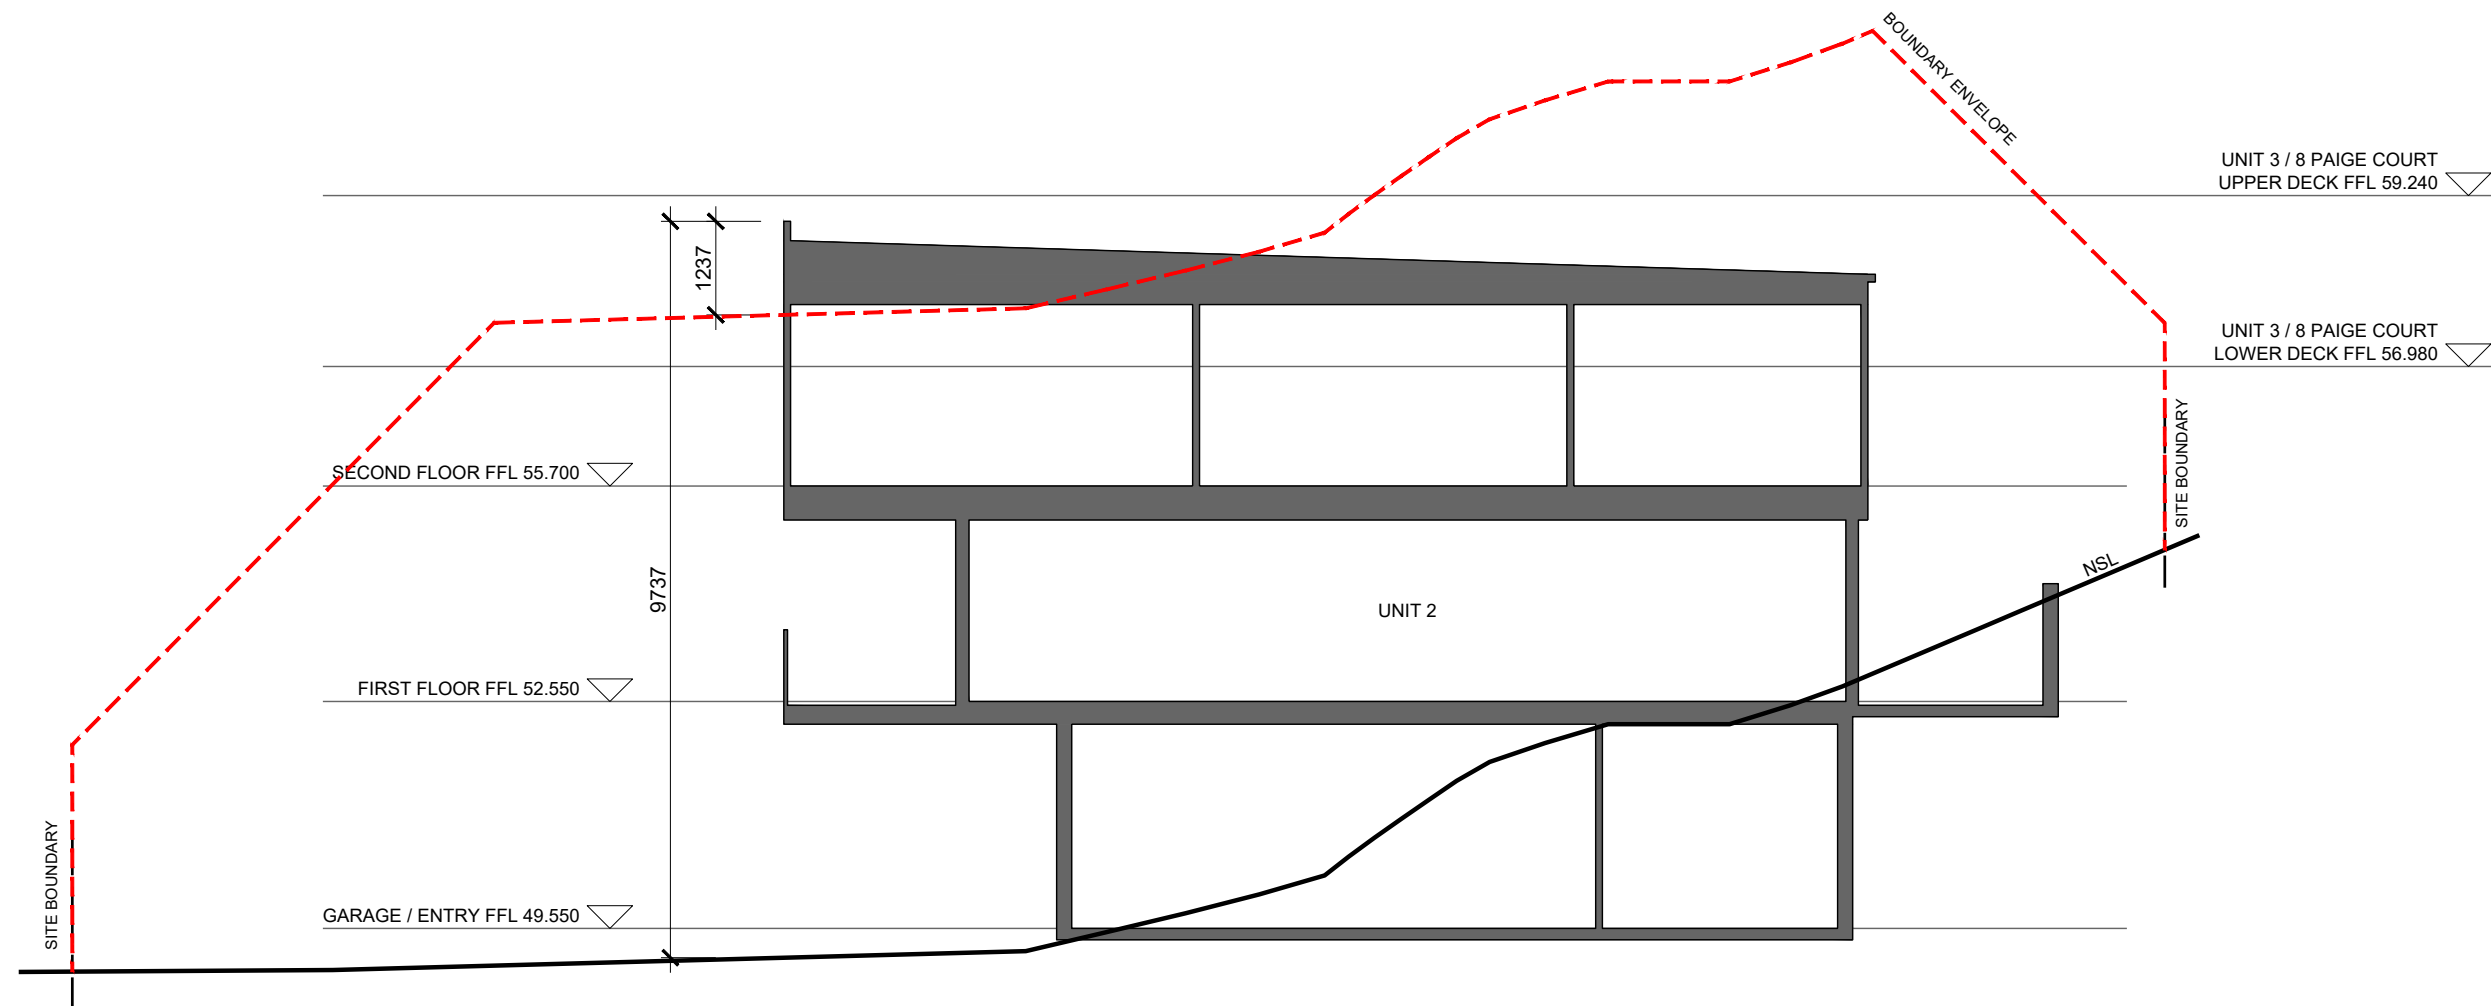 BOUNDARY ENVELOPE
UNIT 3 / 8 PAIGE COURT
UPPER DECK FFL 59.240
1237
UNIT 3 / 8 PAIGE COURT
LOWER DECK FFL 56.980
SECOND FLOOR FFL 55.700
SITE BOUNDARY
NSL
9737
UNIT 2
FIRST FLOOR FFL 52.550
SITE BOUNDARY
GARAGE / ENTRY FFL 49.550